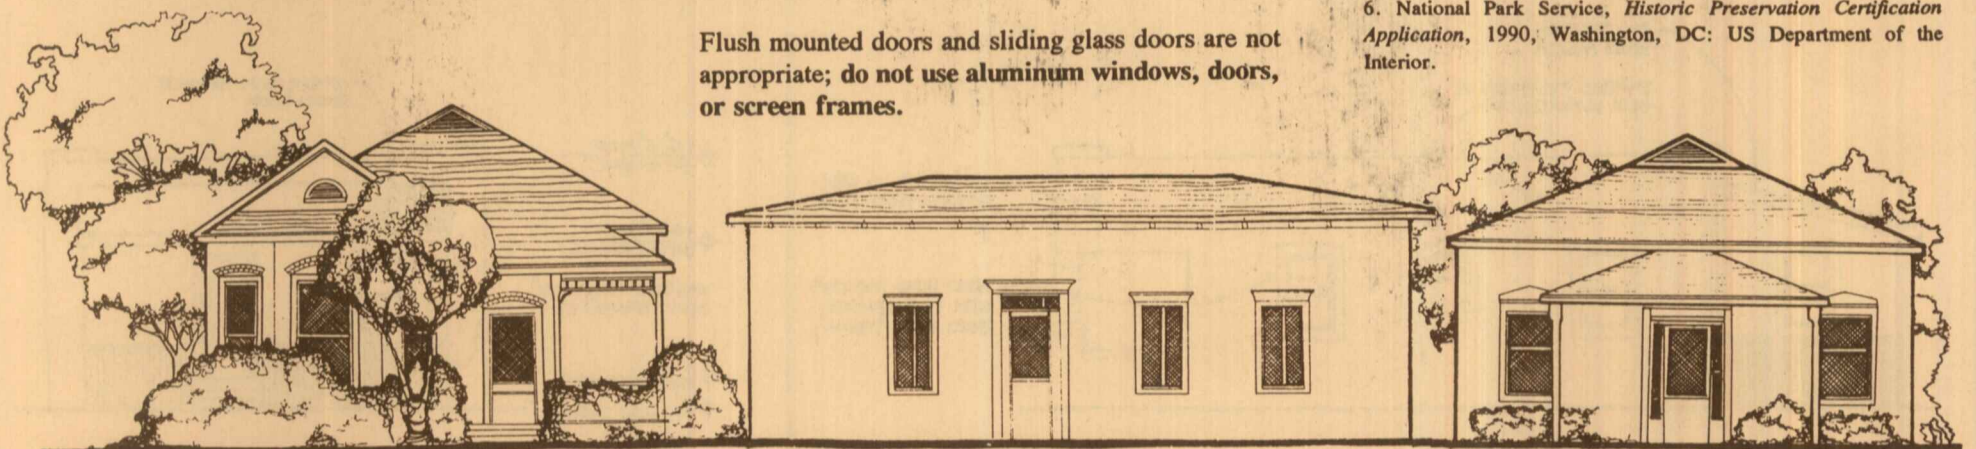 Flush mounted doors and sliding glass doors are not
appropriate; do not use aluminum windows, doors,
or screen frames.
6. National Park Service, Historic Preservation Certification
Application, 1990, Washington, DC: US Department of the
Interior.